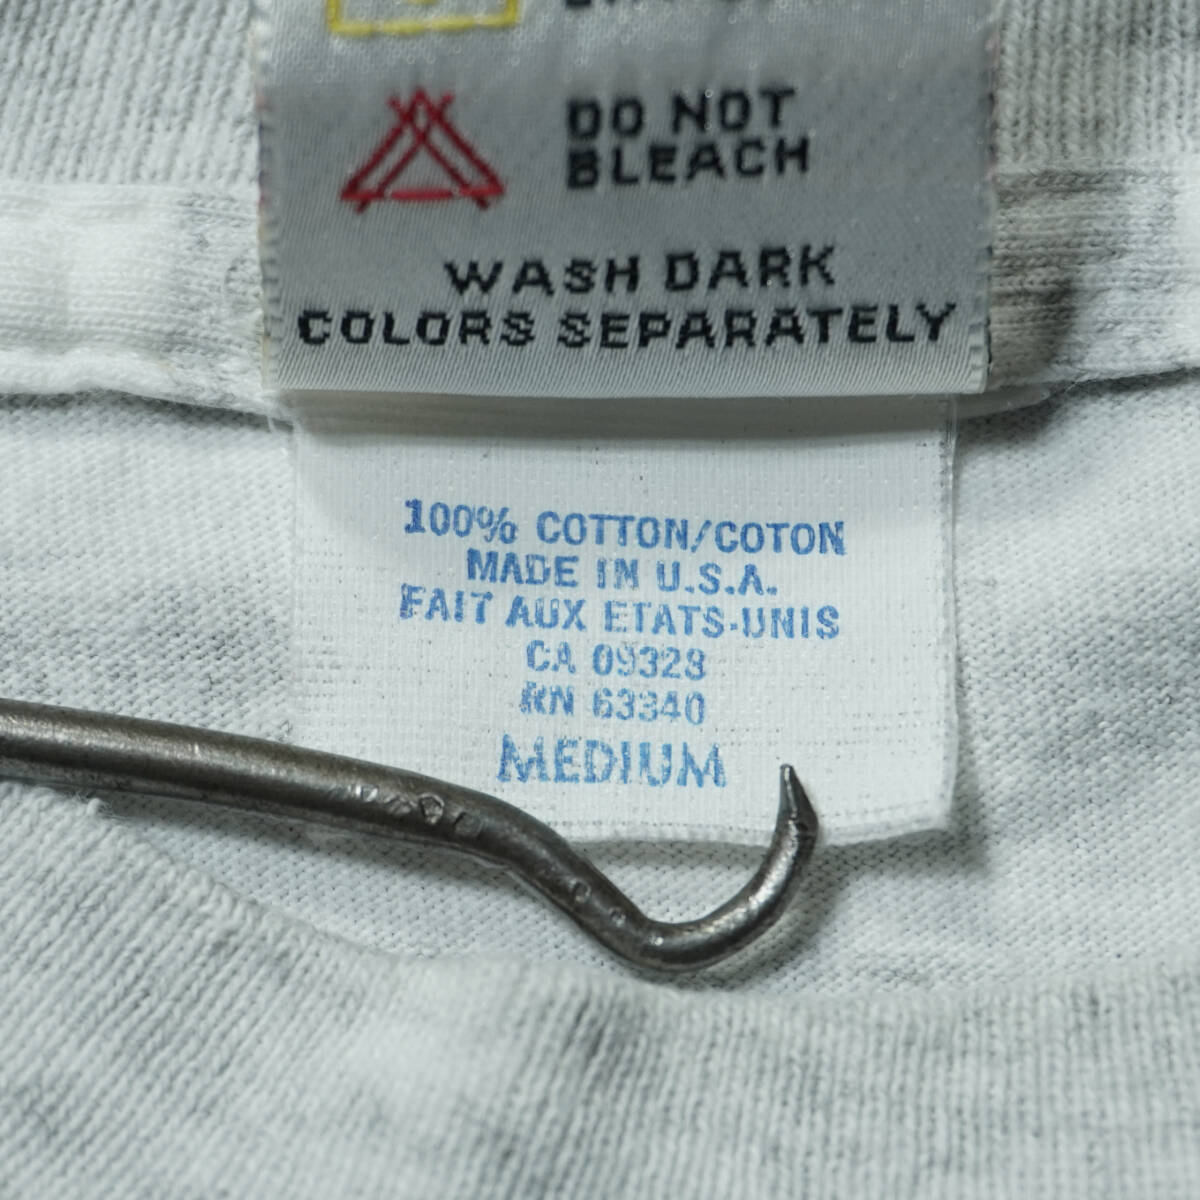 DO NOT
BLEACH
WASH DARK
COLORS SEPARATELY
100% COTTON/COTON
MADE IN U.S.A.
FAIT AUX ETATS-UNIS
CA 09328
RN 63340
MEDIUM